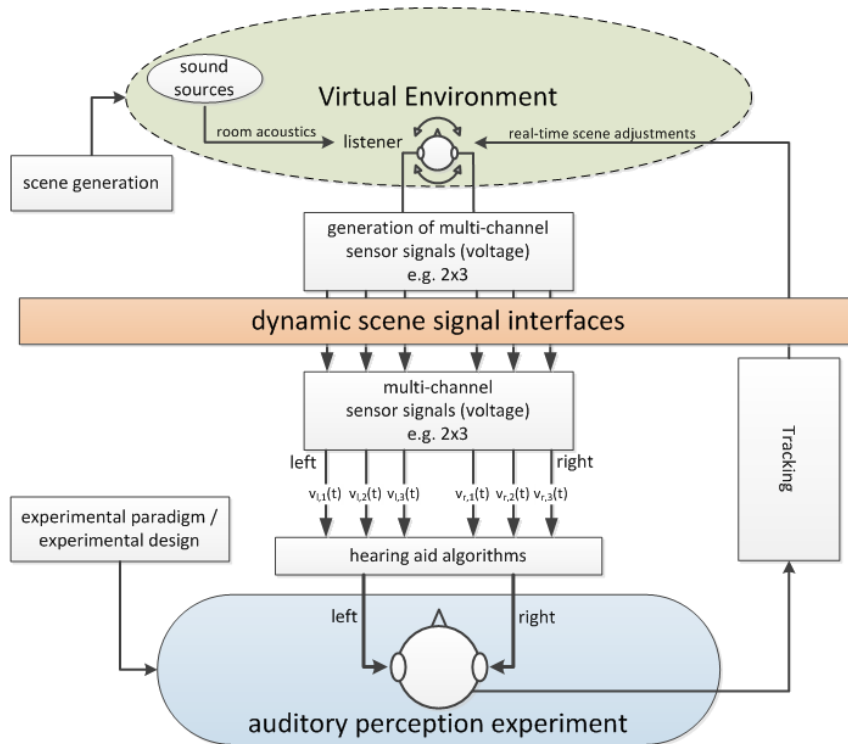 sound
sources
Virtual Environment
room acoustics
listener
real-time scene adjustments
scene generation
generation of multi-channel
sensor signals (voltage)
e.g. 2x3
dynamic scene signal interfaces
multi-channel
sensor signals (voltage)
e.g. 2x3
left
right
v_{l,1}(t) v_{l,2}(t) v_{l,3}(t) v_{r,1}(t) v_{r,2}(t) v_{r,3}(t)
Tracking
experimental paradigm /
experimental design
hearing aid algorithms
left
right
auditory perception experiment